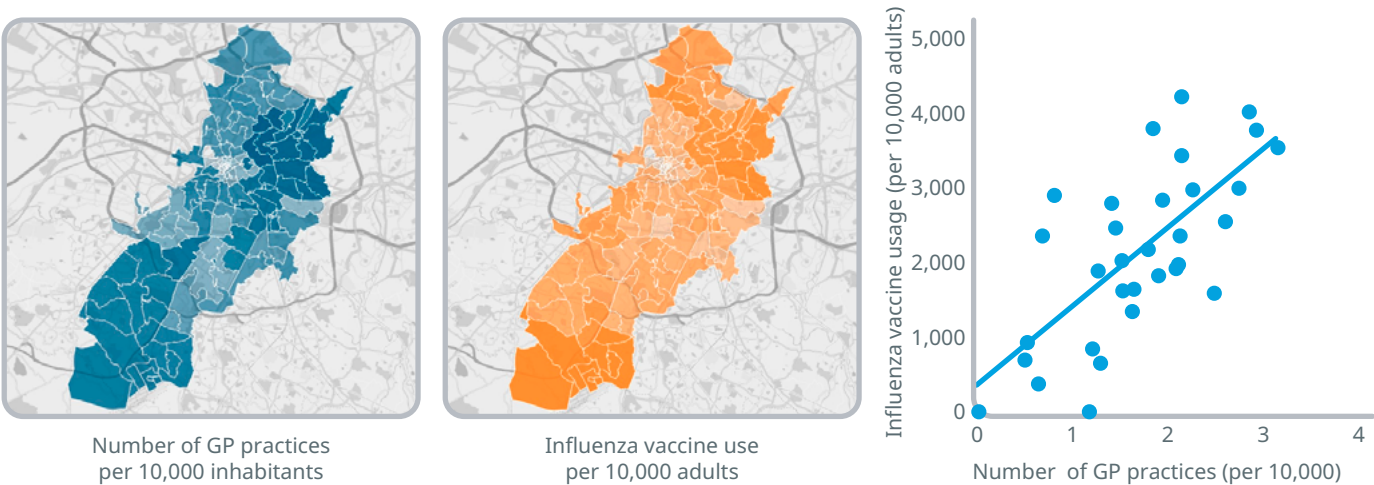 Number of GP practices
per 10,000 inhabitants
Influenza vaccine use
per 10,000 adults
Influenza vaccine usage (per 10,000 adults)
5,000
4,000
3,000
2,000
1,000
0
0 1 2 3 4
Number of GP practices (per 10,000)